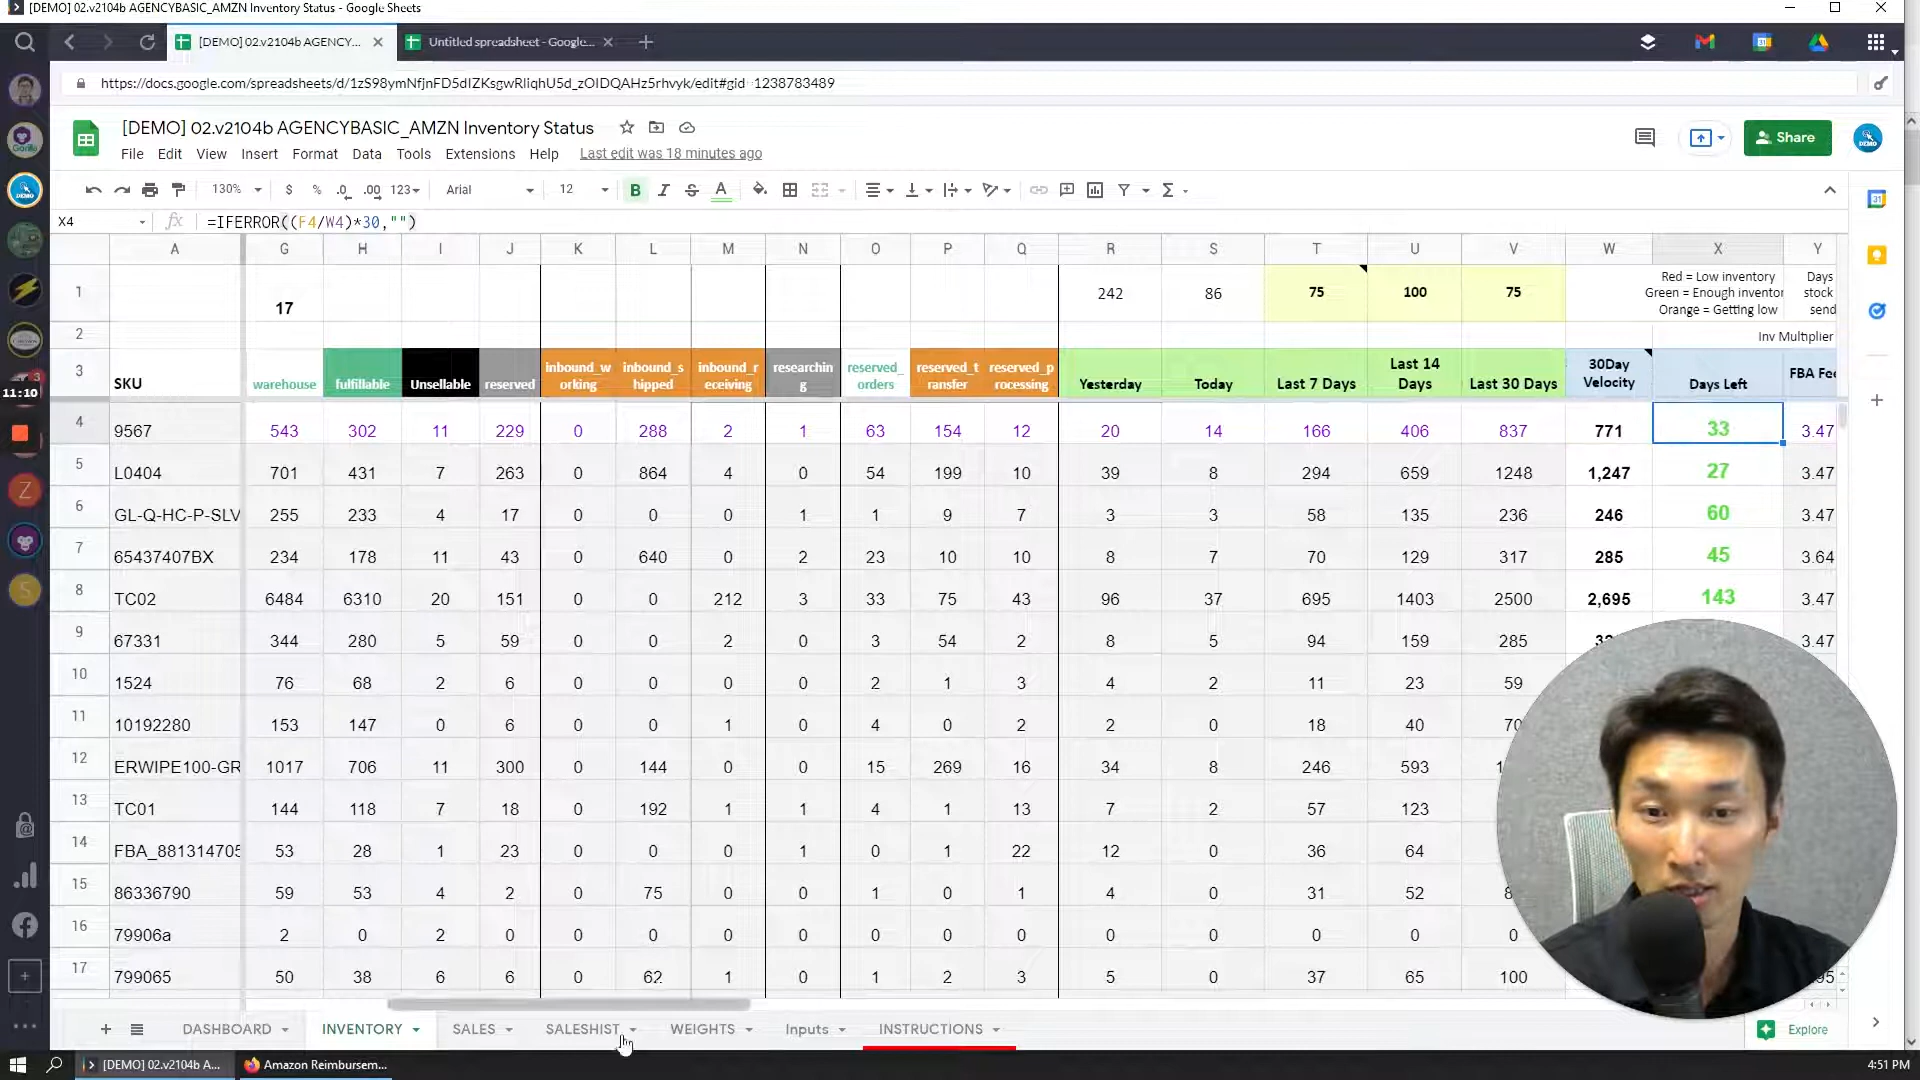 [DEMO] 02.v2104b AGENCYBASIC_AMZN Inventory Status - Google Sheets
[DEMO] 02.v2104b AGENCY...
Untitled spreadsheet - Google...
https://docs.google.com/spreadsheets/d/1zS98ymNfjnFD5dIZKsgwRliqhU5d_zOIDQAHz5rhvyk/edit#gid 1238783489
[DEMO] 02.v2104b AGENCYBASIC_AMZN Inventory Status
Share
File Edit View Insert Format Data Tools Extensions Help Last edit was 18 minutes ago
130% $ % .0 .00 123 Arial 12 B I S A
X4 fx =IFERROR((F4/W4)*30,"")
A G H I J K L M N O P Q R S T U V W X Y
1 17 242 86 75 100 75
Red = Low inventory
Green = Enough inventor
Orange = Getting low
Days
stock
send
2 Inv Multiplier
3 SKU warehouse fulfillable Unsellable reserved inbound_working inbound_shipped inbound_receiving researching reserved_orders reserved_transfer reserved_processing Yesterday Today Last 7 Days Last 14 Days Last 30 Days 30Day Velocity Days Left FBA Fee
4 9567 543 302 11 229 0 288 2 1 63 154 12 20 14 166 406 837 771 33 3.47
5 L0404 701 431 7 263 0 864 4 0 54 199 10 39 8 294 659 1248 1,247 27 3.47
6 GL-Q-HC-P-SLV 255 233 4 17 0 0 0 1 1 9 7 3 3 58 135 236 246 60 3.47
7 65437407BX 234 178 11 43 0 640 0 2 23 10 10 8 7 70 129 317 285 45 3.64
8 TC02 6484 6310 20 151 0 0 212 3 33 75 43 96 37 695 1403 2500 2,695 143 3.47
9 67331 344 280 5 59 0 0 2 0 3 54 2 8 5 94 159 285 3.47
10 1524 76 68 2 6 0 0 0 0 2 1 3 4 2 11 23 59
11 10192280 153 147 0 6 0 0 1 0 4 0 2 2 0 18 40 70
12 ERWIPE100-GR 1017 706 11 300 0 144 0 0 15 269 16 34 8 246 593
13 TC01 144 118 7 18 0 192 1 1 4 1 13 7 2 57 123
14 FBA_881314705 53 28 1 23 0 0 0 1 0 1 22 12 0 36 64
15 86336790 59 53 4 2 0 75 0 0 1 0 1 4 0 31 52
16 79906a 2 0 2 0 0 0 0 0 0 0 0 0 0 0 0 0
17 799065 50 38 6 6 0 62 1 0 1 2 3 5 0 37 65 100
DASHBOARD INVENTORY SALES SALESHIST WEIGHTS Inputs INSTRUCTIONS Explore
[DEMO] 02.v2104b A...
Amazon Reimbursem...
4:51 PM
11:10
3
Gorilla
DEMO
Z
S